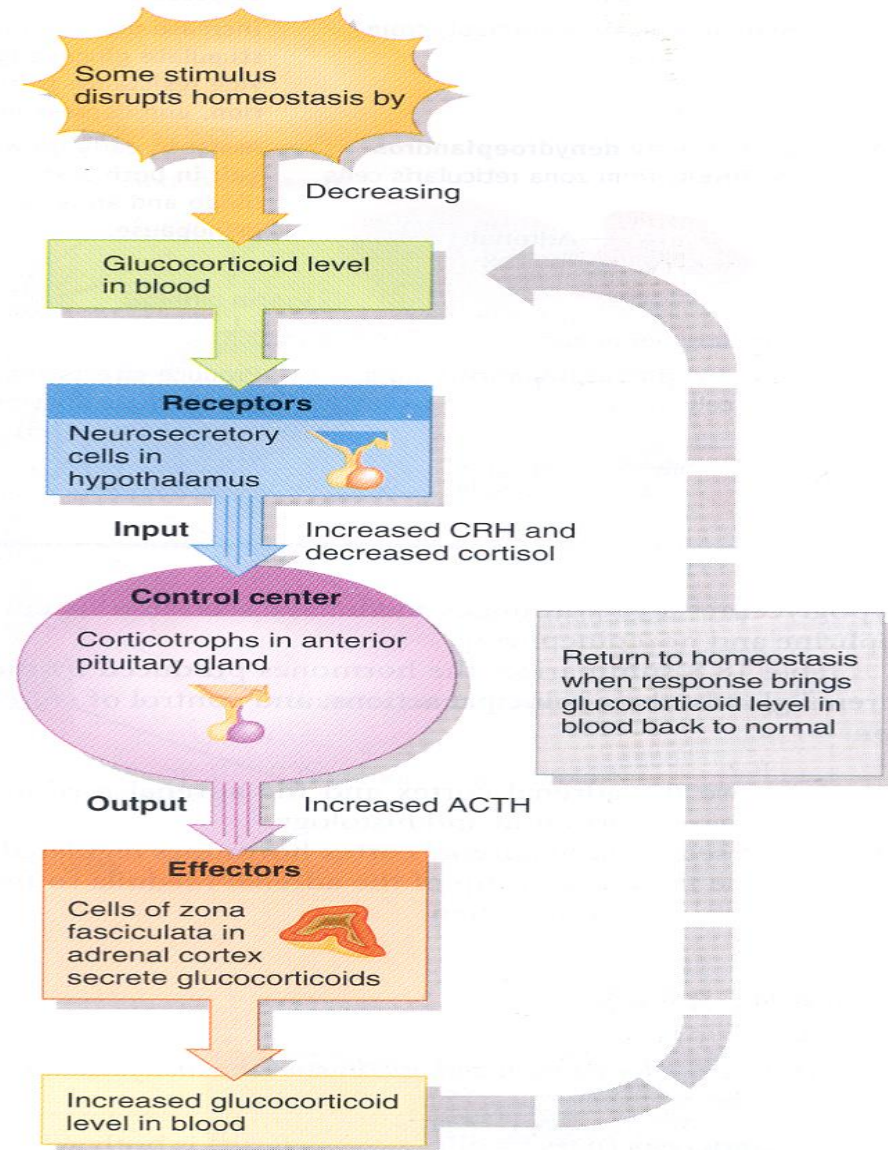 Some stimulus
disrupts homeostasis by
Decreasing
Glucocorticoid level
in blood
Receptors
Neurosecretory
cells in
hypothalamus
Input
Increased CRH and
decreased cortisol
Control center
Corticotrophs in anterior
pituitary gland
Return to homeostasis
when response brings
glucocorticoid level in
blood back to normal
Output
Increased ACTH
Effectors
Cells of zona
fasciculata in
adrenal cortex
secrete glucocorticoids
Increased glucocorticoid
level in blood